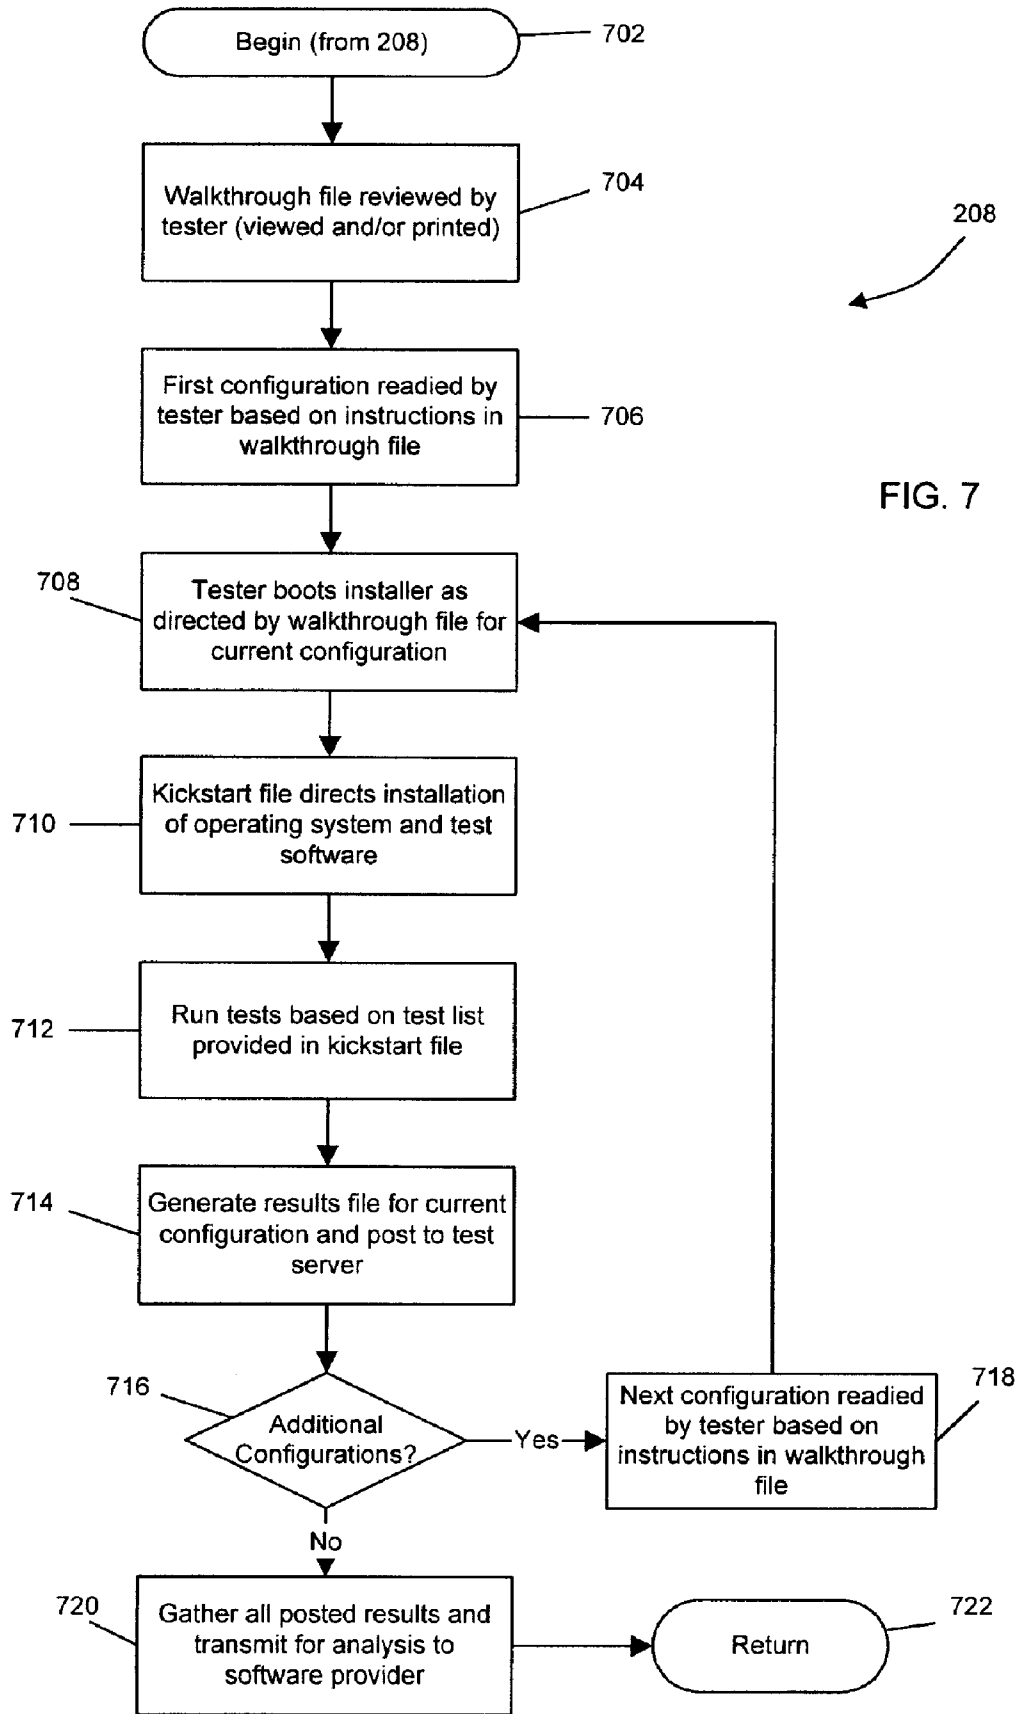 Begin (from 208)
702
Walkthrough file reviewed by
tester (viewed and/or printed)
704
208
First configuration readied by
tester based on instructions in
walkthrough file
706
FIG. 7
708
Tester boots installer as
directed by walkthrough file for
current configuration
710
Kickstart file directs installation
of operating system and test
software
712
Run tests based on test list
provided in kickstart file
714
Generate results file for current
configuration and post to test
server
716
Additional
Configurations?
Yes
Next configuration readied
by tester based on
instructions in walkthrough
file
718
No
720
Gather all posted results and
transmit for analysis to
software provider
Return
722